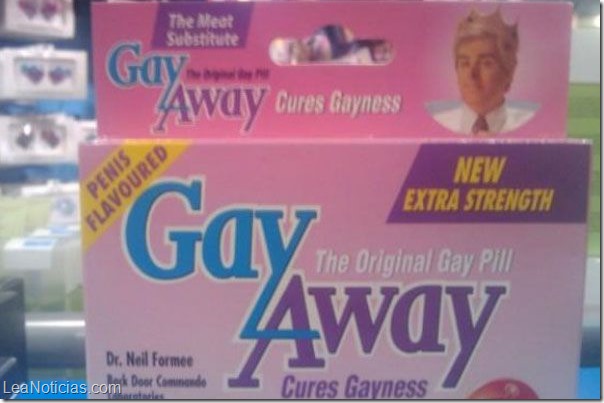 The Meat
Substitute
Gay
Away
The Original Gay Pill
Cures Gayness
PENIS
FLAVOURED
NEW
EXTRA STRENGTH
Gay
The Original Gay Pill
Away
Dr. Neil Formee
Back Door Commando
Laboratories
Cures Gayness
LeaNoticias.com